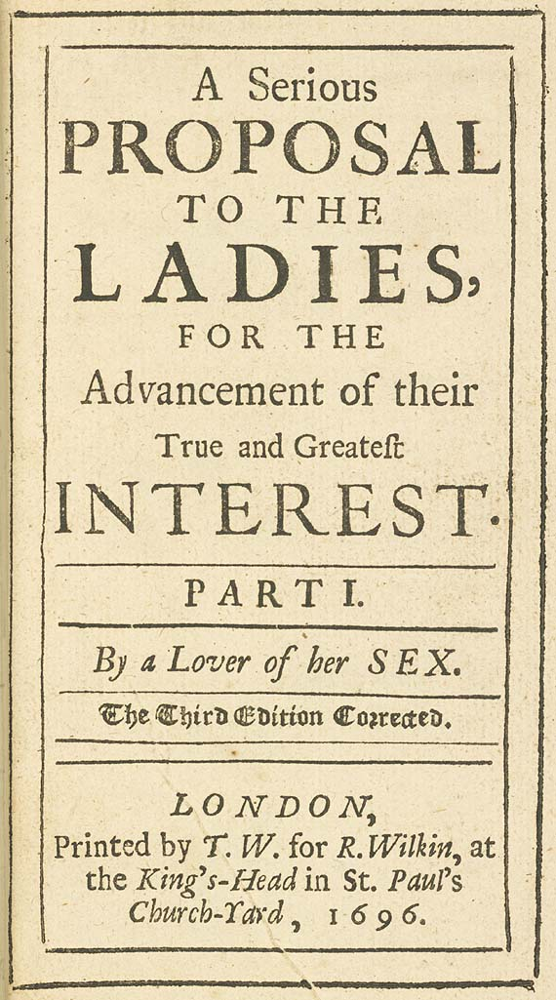 A Serious
PROPOSAL
TO THE
LADIES,
FOR THE
Advancement of their
True and Greateſt
INTEREST.
PART I.
By a Lover of her SEX.
The Third Edition Corrected.
LONDON,
Printed by T. W. for R. Wilkin, at
the King's-Head in St. Paul's
Church-Yard, 1696.